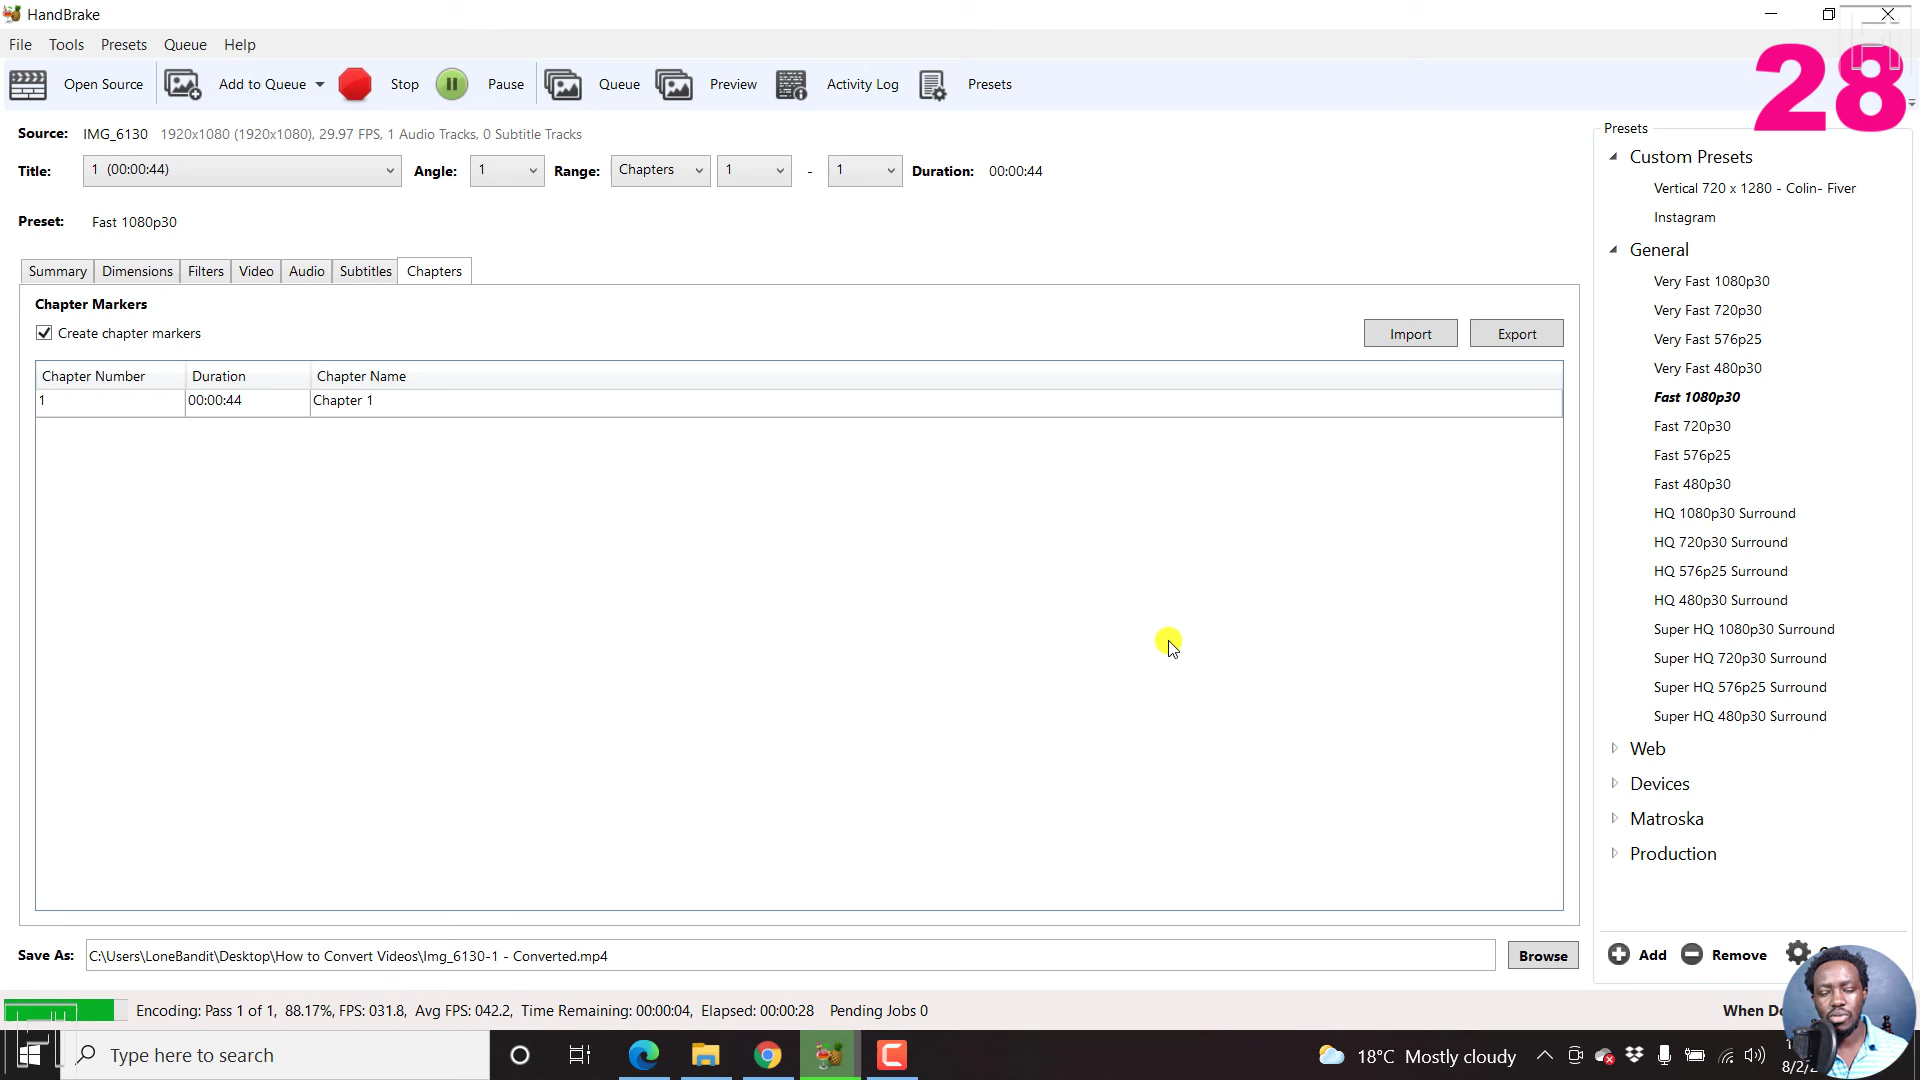 HandBrake
28
File Tools Presets Queue Help
Open Source Add to Queue Stop Pause Queue Preview Activity Log Presets
Source: IMG_6130 1920x1080 (1920x1080), 29.97 FPS, 1 Audio Tracks, 0 Subtitle Tracks
Title: 1 (00:00:44) Angle: 1 Range: Chapters 1 - 1 Duration: 00:00:44
Preset: Fast 1080p30
Summary Dimensions Filters Video Audio Subtitles Chapters
Chapter Markers
Create chapter markers
Import Export
Chapter Number Duration Chapter Name
1 00:00:44 Chapter 1
Save As: C:\Users\LoneBandit\Desktop\How to Convert Videos\Img_6130-1 - Converted.mp4 Browse
Presets
Custom Presets
Vertical 720 x 1280 - Colin- Fiver
Instagram
General
Very Fast 1080p30
Very Fast 720p30
Very Fast 576p25
Very Fast 480p30
Fast 1080p30
Fast 720p30
Fast 576p25
Fast 480p30
HQ 1080p30 Surround
HQ 720p30 Surround
HQ 576p25 Surround
HQ 480p30 Surround
Super HQ 1080p30 Surround
Super HQ 720p30 Surround
Super HQ 576p25 Surround
Super HQ 480p30 Surround
Web
Devices
Matroska
Production
Add Remove
Encoding: Pass 1 of 1, 88.17%, FPS: 031.8, Avg FPS: 042.2, Time Remaining: 00:00:04, Elapsed: 00:00:28 Pending Jobs 0
When
Type here to search
18°C Mostly cloudy